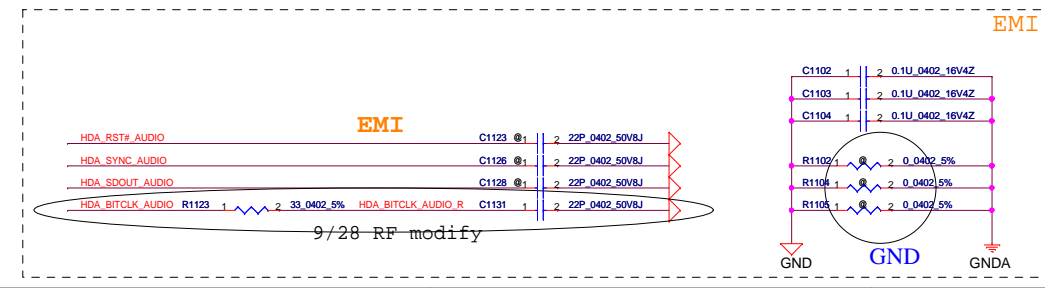 EMI
C1102 1 2 0.1U_0402_16V4Z
C1103 1 2 0.1U_0402_16V4Z
C1104 1 2 0.1U_0402_16V4Z
EMI
HDA_RST#_AUDIO C1123 @ 1 2 22P_0402_50V8J
HDA_SYNC_AUDIO C1126 @ 1 2 22P_0402_50V8J
HDA_SDOUT_AUDIO C1128 @ 1 2 22P_0402_50V8J
HDA_BITCLK_AUDIO R1123 1 2 33_0402_5% HDA_BITCLK_AUDIO_R C1131 1 2 22P_0402_50V8J
9/28 RF modify
R1102 1 @ 2 0_0402_5%
R1104 1 @ 2 0_0402_5%
R1105 1 @ 2 0_0402_5%
GND GND GNDA